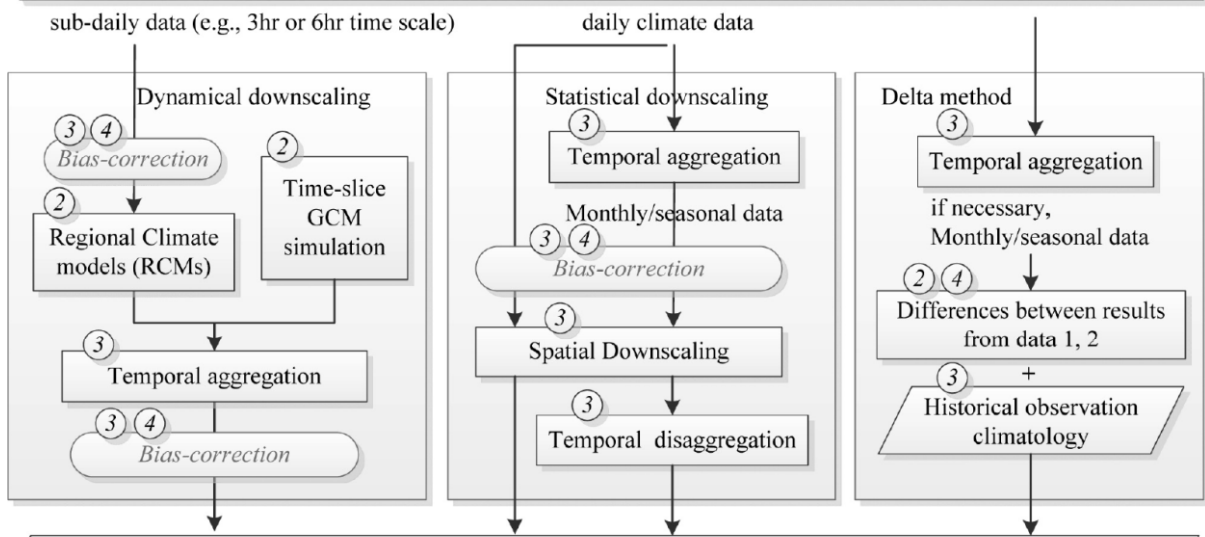 sub-daily data (e.g., 3hr or 6hr time scale)
daily climate data
Dynamical downscaling
3 4
Bias-correction
2
Regional Climate
models (RCMs)
2
Time-slice
GCM
simulation
3
Temporal aggregation
3 4
Bias-correction
Statistical downscaling
3
Temporal aggregation
Monthly/seasonal data
3 4
Bias-correction
3
Spatial Downscaling
3
Temporal disaggregation
Delta method
3
Temporal aggregation
if necessary,
Monthly/seasonal data
2 4
Differences between results
from data 1, 2
+
3
Historical observation
climatology